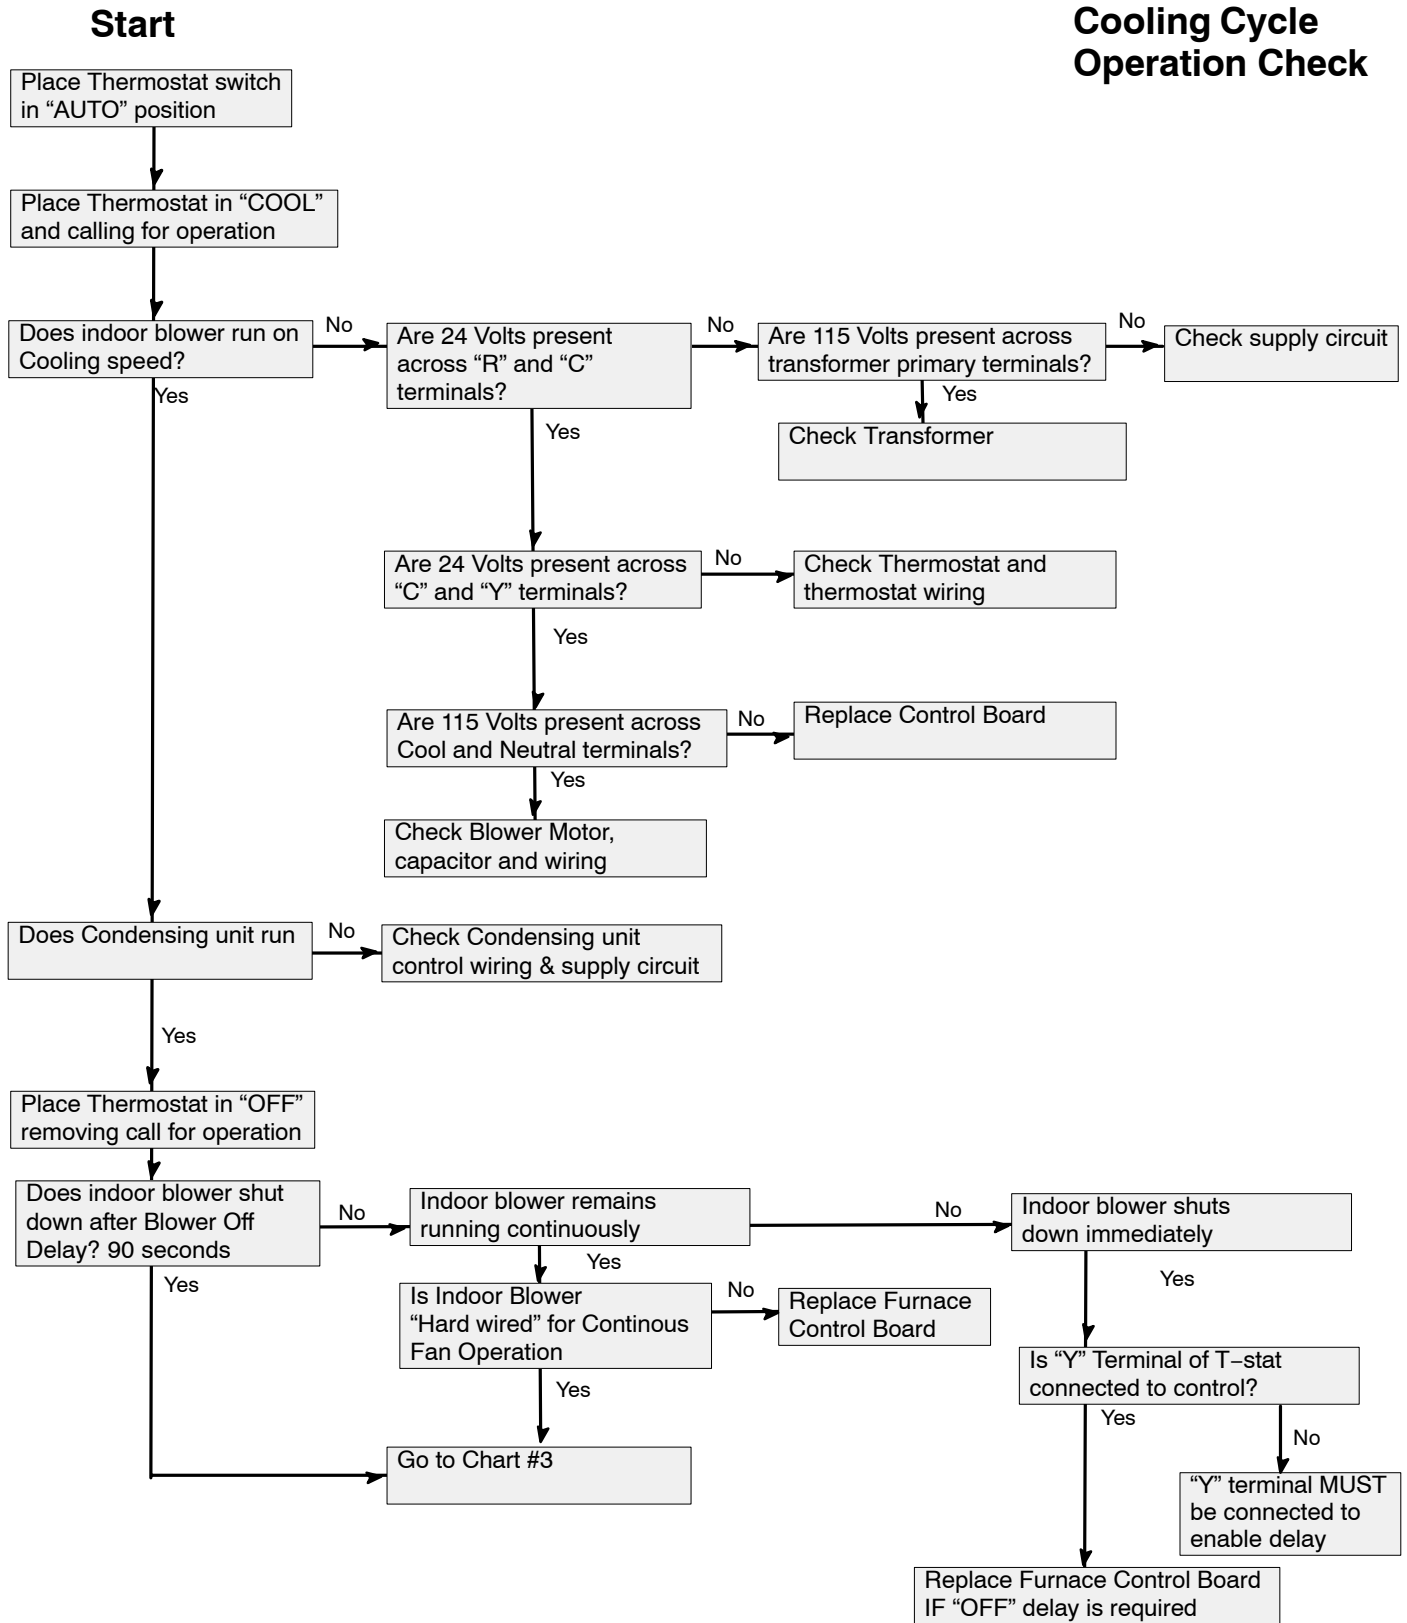 Start
Cooling Cycle
Operation Check
Place Thermostat switch
in “AUTO” position
Place Thermostat in “COOL”
and calling for operation
Does indoor blower run on
Cooling speed?
No
Are 24 Volts present
across “R” and “C”
terminals?
No
Are 115 Volts present across
transformer primary terminals?
No
Check supply circuit
Yes
Yes
Check Transformer
Yes
Are 24 Volts present across
“C” and “Y” terminals?
No
Check Thermostat and
thermostat wiring
Yes
Are 115 Volts present across
Cool and Neutral terminals?
No
Replace Control Board
Yes
Check Blower Motor,
capacitor and wiring
Does Condensing unit run
No
Check Condensing unit
control wiring & supply circuit
Yes
Place Thermostat in “OFF”
removing call for operation
Does indoor blower shut
down after Blower Off
Delay? 90 seconds
No
Indoor blower remains
running continuously
No
Indoor blower shuts
down immediately
Yes
Yes
Yes
Is Indoor Blower
“Hard wired” for Continous
Fan Operation
No
Replace Furnace
Control Board
Is “Y” Terminal of T−stat
connected to control?
Yes
Yes
No
Go to Chart #3
“Y” terminal MUST
be connected to
enable delay
Replace Furnace Control Board
IF “OFF” delay is required